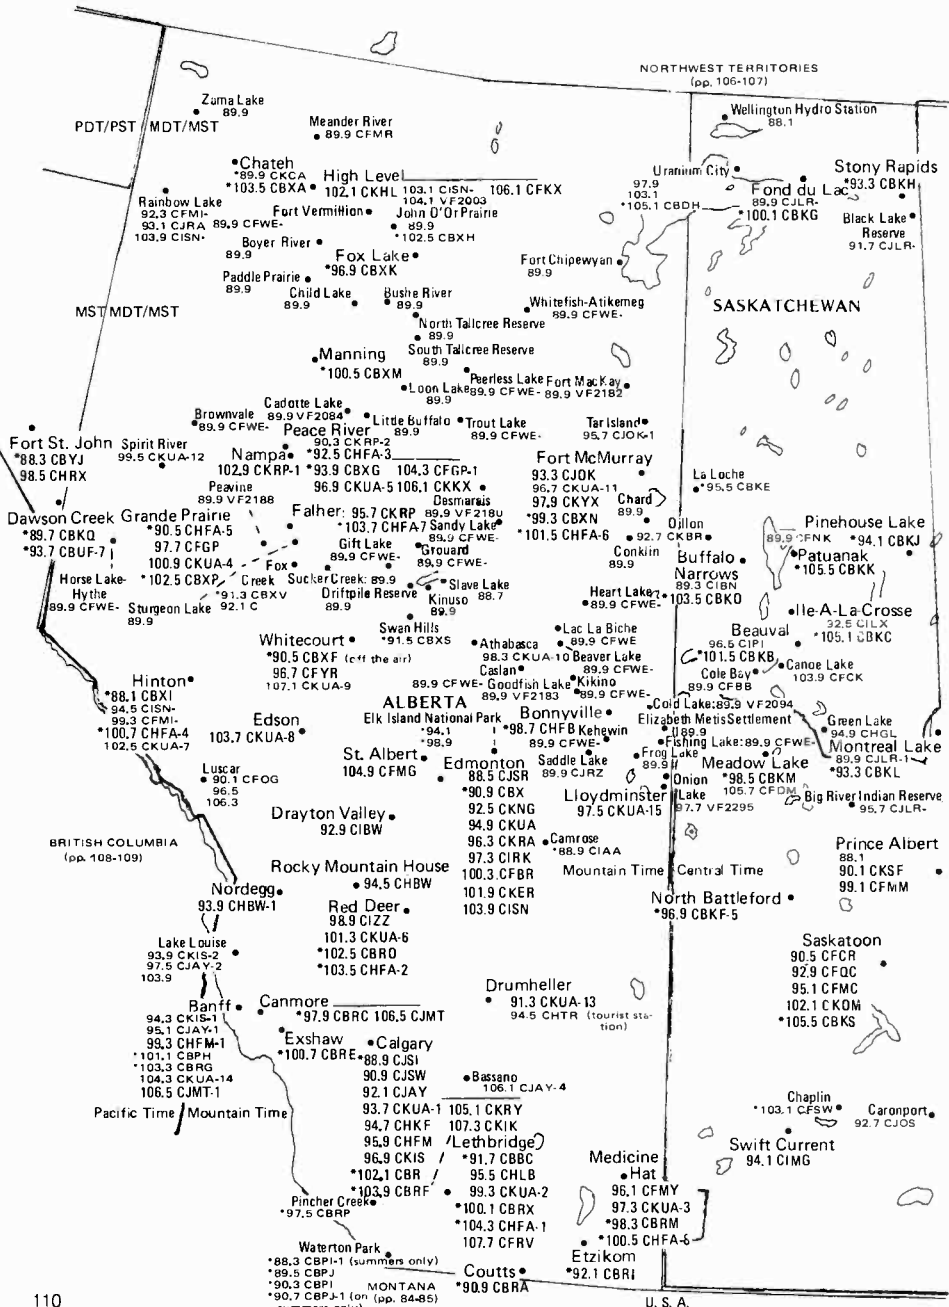 NORTHWEST TERRITORIES
(pp. 106-107)
Zama Lake
89.9
PDT/PST MDT/MST
Meander River
89.9 CFMR
Wellington Hydro Station
88.1
Chateh
*89.9 CKCA
*103.5 CBXA
High Level
102.1 CKHL 103.1 CISN- 106.1 CFKX
104.1 VF2003
Uranium City
97.9
103.1
*105.1 CBDH
Fond du Lac
89.9 CJLR-
*100.1 CBKG
Stony Rapids
*93.3 CBKH
Black Lake
Reserve
91.7 CJLR-
Rainbow Lake
92.3 CFMI-
93.1 CJRA
103.9 CISN-
Fort Vermilion
89.9 CFWE-
John D'Or Prairie
89.9
*102.5 CBXH
Boyer River
89.9
Fox Lake
*96.9 CBXK
Fort Chipewyan
89.9
Paddle Prairie
89.9
Child Lake
89.9
Bushe River
89.9
Whitefish-Atikemeg
89.9 CFWE-
SASKATCHEWAN
MST MDT/MST
North Tallcree Reserve
89.9
South Tallcree Reserve
89.9
Manning
*100.5 CBXM
Loon Lake
89.9
Peerless Lake
89.9 CFWE-
Fort MacKay
89.9 VF2182
Cadotte Lake
89.9 VF2084
Brownvale
89.9 CFWE-
Little Buffalo
89.9
Trout Lake
89.9 CFWE-
Tar Island
95.7 CJOK-1
Fort St. John
*88.3 CBYJ
98.5 CHRX
Spirit River
99.5 CKUA-12
Peace River
90.3 CKRP-2
*92.5 CHFA-3
*93.9 CBXG 104.3 CFGP-1
96.9 CKUA-5 106.1 CKKX
Nampa
102.9 CKRP-1
Fort McMurray
93.3 CJOK
96.7 CKUA-11
97.9 CKYX
*99.3 CBXN
*101.5 CHFA-6
La Loche
*95.5 CBKE
Peavine
89.9 VF2188
Chard
89.9
Desmarais
89.9 VF2180
Dawson Creek
*89.7 CBKQ
*93.7 CBUF-7
Grande Prairie
*90.5 CHFA-5
97.7 CFGP
100.9 CKUA-4
*102.5 CBXP
Falher: 95.7 CKRP
*103.7 CHFA7
Sandy Lake
89.9 CFWE-
Dillon
92.7 CKBR
Pinehouse Lake
89.9 CFNK
*94.1 CBKJ
Gift Lake
89.9 CFWE-
Grouard
89.9 CFWE-
Conklin
89.9
Patuanak
*105.5 CBKK
Buffalo
Narrows
89.3 CIBN
*103.5 CBKO
Horse Lake-
Hythe
89.9 CFWE-
Fox
Creek
*91.3 CBXV
92.1 C
Sucker Creek: 89.9
Driftpile Reserve
89.9
Slave Lake
88.7
Kinuso
89.9
Heart Lake
89.9 CFWE-
Sturgeon Lake
89.9
Ile-A-La-Crosse
92.5 CILX
*105.1 CBKC
Swan Hills
*91.5 CBXS
Lac La Biche
89.9 CFWE
Beauval
96.5 CIPI
*101.5 CBKB
Whitecourt
*90.5 CBXF (off the air)
96.7 CFYR
107.1 CKUA-9
Athabasca
98.3 CKUA-10
Beaver Lake
89.9 CFWE-
Canoe Lake
103.9 CFCK
Cole Bay
89.9 CFBB
Caslan
89.9 CFWE-
Goodfish Lake
89.9 VF2183
Kikino
89.9 CFWE-
Hinton
*88.1 CBXI
94.5 CISN-
99.3 CFMI-
*100.7 CHFA-4
102.5 CKUA-7
ALBERTA
Cold Lake: 89.9 VF2094
Edson
103.7 CKUA-8
Elk Island National Park
*94.1
*98.9
Bonnyville
*98.7 CHFB
Elizabeth Metis Settlement
89.9
Green Lake
94.9 CHGL
Kehewin
89.9 CFWE-
Fishing Lake: 89.9 CFWE-
Montreal Lake
89.9 CJLR-1
*93.3 CBKL
St. Albert
104.9 CFMG
Saddle Lake
89.9 CJRZ
Frog Lake
89.9
Meadow Lake
*98.5 CBKM
105.7 CFDM
Luscar
90.1 CFOG
96.5
106.3
Edmonton
88.5 CJSR
*90.9 CBX
92.5 CKNG
94.9 CKUA
96.3 CKRA
97.3 CIRK
100.3 CFBR
101.9 CKER
103.9 CISN
Lloydminster
97.5 CKUA-15
Onion
Lake
97.7 VF2295
Big River Indian Reserve
95.7 CJLR-
Drayton Valley
92.9 CIBW
Camrose
*88.9 CIAA
BRITISH COLUMBIA
(pp. 108-109)
Prince Albert
88.1
90.1 CKSF
99.1 CFMM
Rocky Mountain House
94.5 CHBW
Mountain Time Central Time
Nordegg
93.9 CHBW-1
North Battleford
*96.9 CBKF-5
Red Deer
98.9 CIZZ
101.3 CKUA-6
*102.5 CBRD
*103.5 CHFA-2
Lake Louise
93.9 CKIS-2
97.5 CJAY-2
103.9
Saskatoon
90.5 CFCR
92.9 CFQC
95.1 CFMC
102.1 CKOM
*105.5 CBKS
Drumheller
91.3 CKUA-13
94.5 CHTR (tourist sta-
tion)
Banff
94.3 CKIS-1
95.1 CJAY-1
99.3 CHFM-1
*101.1 CBPH
*103.3 CBRG
104.3 CKUA-14
106.5 CJMT-1
Canmore
*97.9 CBRC 106.5 CJMT
Exshaw
*100.7 CBRE
Calgary
*88.9 CJSI
90.9 CJSW
92.1 CJAY
93.7 CKUA-1 105.1 CKRY
94.7 CHKF 107.3 CKIK
95.9 CHFM
96.9 CKIS
*102.1 CBR
*103.9 CBRF
Bassano
106.1 CJAY-4
Pacific Time Mountain Time
Chaplin
*103.1 CFSW
Caronport
92.7 CJOS
Swift Current
94.1 CIMG
Lethbridge
*91.7 CBBC
95.5 CHLB
99.3 CKUA-2
*100.1 CBRX
*104.3 CHFA-1
107.7 CFRV
Medicine
Hat
96.1 CFMY
97.3 CKUA-3
*98.3 CBRM
*100.5 CHFA-6
Pincher Creek
*97.5 CBRP
Waterton Park
*88.3 CBPI-1 (summers only)
*89.5 CBPJ
*90.3 CBPI
*90.7 CBPJ-1 (on
MONTANA
(pp. 84-85)
Coutts
*90.9 CBRA
Etzikom
*92.1 CBRI
110
U. S. A.